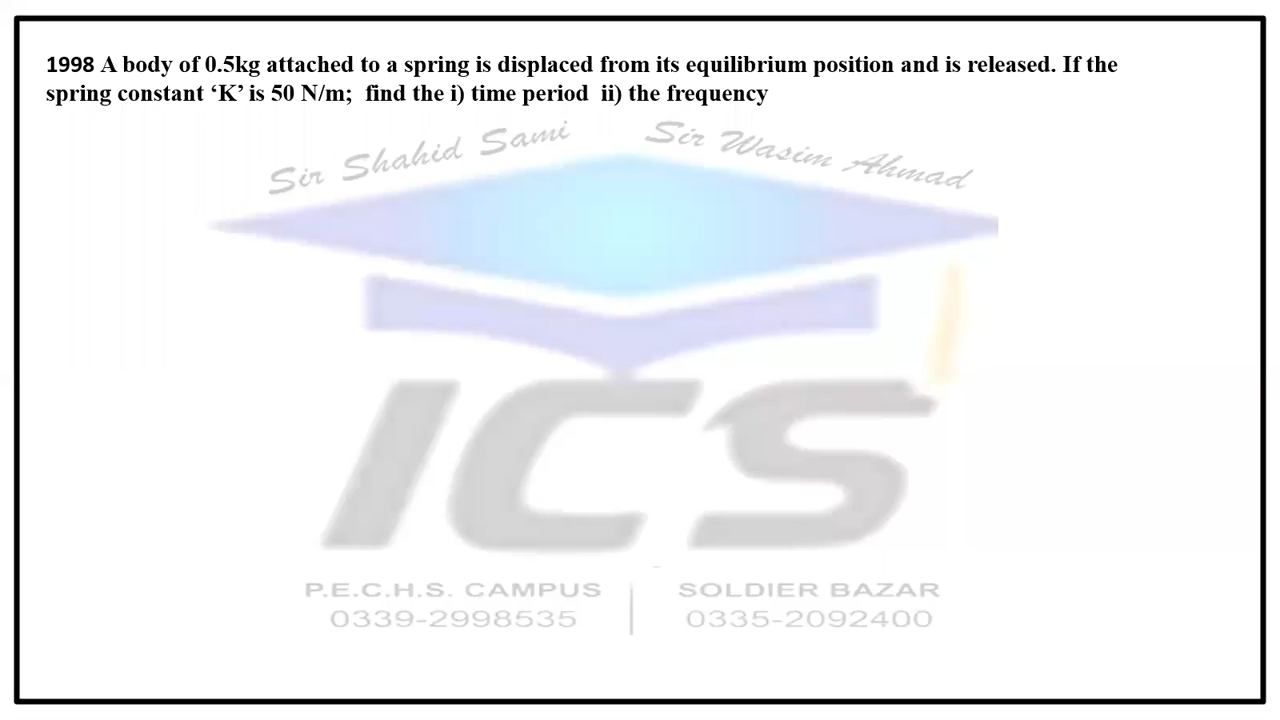 1998 A body of 0.5kg attached to a spring is displaced from its equilibrium position and is released. If the
spring constant ‘K’ is 50 N/m;  find the i) time period  ii) the frequency
Sir Shahid Sami
Sir Wasim Ahmad
ICS
P.E.C.H.S. CAMPUS
0339-2998535
SOLDIER BAZAR
0335-2092400